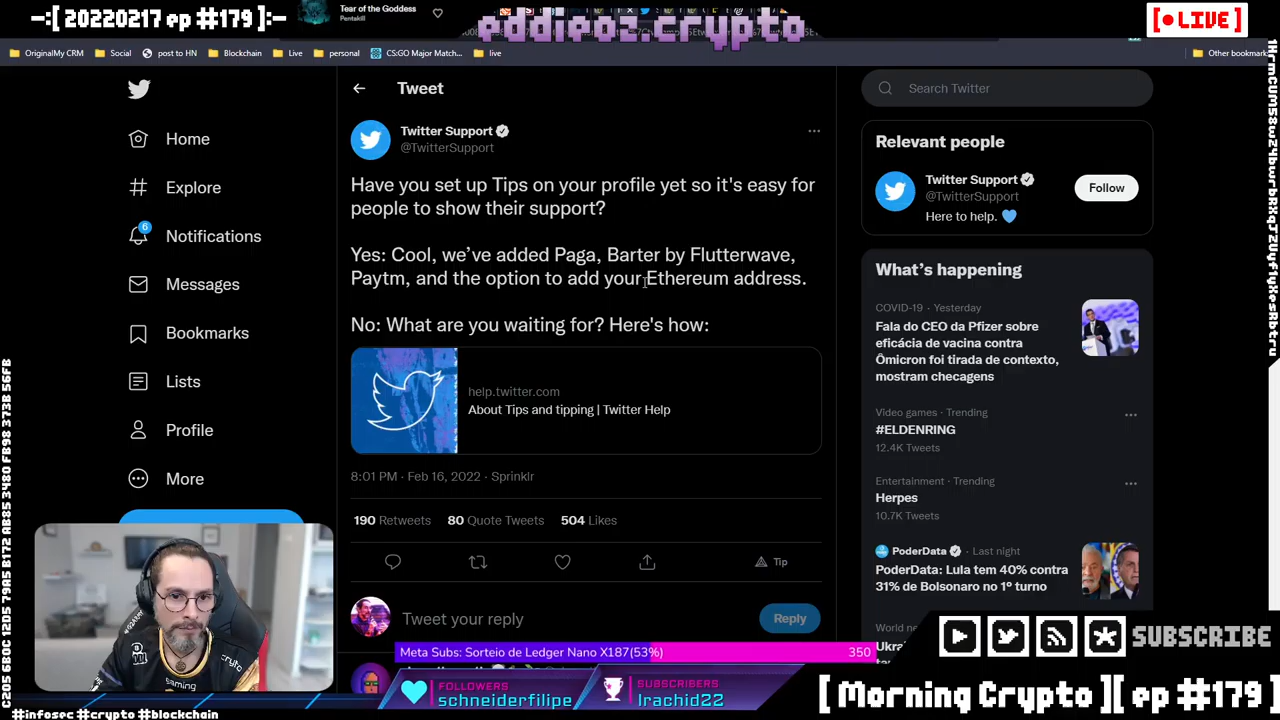 -:[ 20220217 ep #179 ]:-
Tear of the Goddess
Pentakill
eddieoz.crypto
[ LIVE ]
OriginalMy CRM
Social
post to HN
Blockchain
Live
personal
CS:GO Major Match...
live
Other bookmark
Tweet
Search Twitter
Home
Explore
6
Notifications
Messages
Bookmarks
Lists
Profile
More
Twitter Support
@TwitterSupport
Have you set up Tips on your profile yet so it's easy for
people to show their support?
Yes: Cool, we've added Paga, Barter by Flutterwave,
Paytm, and the option to add your Ethereum address.
No: What are you waiting for? Here's how:
help.twitter.com
About Tips and tipping | Twitter Help
8:01 PM · Feb 16, 2022 · Sprinklr
190 Retweets 80 Quote Tweets 504 Likes
Tip
Tweet your reply
Reply
Relevant people
Twitter Support
@TwitterSupport
Follow
Here to help.
What's happening
COVID-19 · Yesterday
Fala do CEO da Pfizer sobre
eficácia de vacina contra
Ômicron foi tirada de contexto,
mostram checagens
Video games · Trending
#ELDENRING
12.4K Tweets
Entertainment · Trending
Herpes
10.7K Tweets
PoderData · Last night
PoderData: Lula tem 40% contra
31% de Bolsonaro no 1º turno
World ne
Ukra
SUBSCRIBE
Meta Subs: Sorteio de Ledger Nano X
187(53%)
350
FOLLOWERS
schneiderfilipe
SUBSCRIBERS
lrachid22
[ Morning Crypto ][ ep #179 ]
#infosec #crypto #blockchain